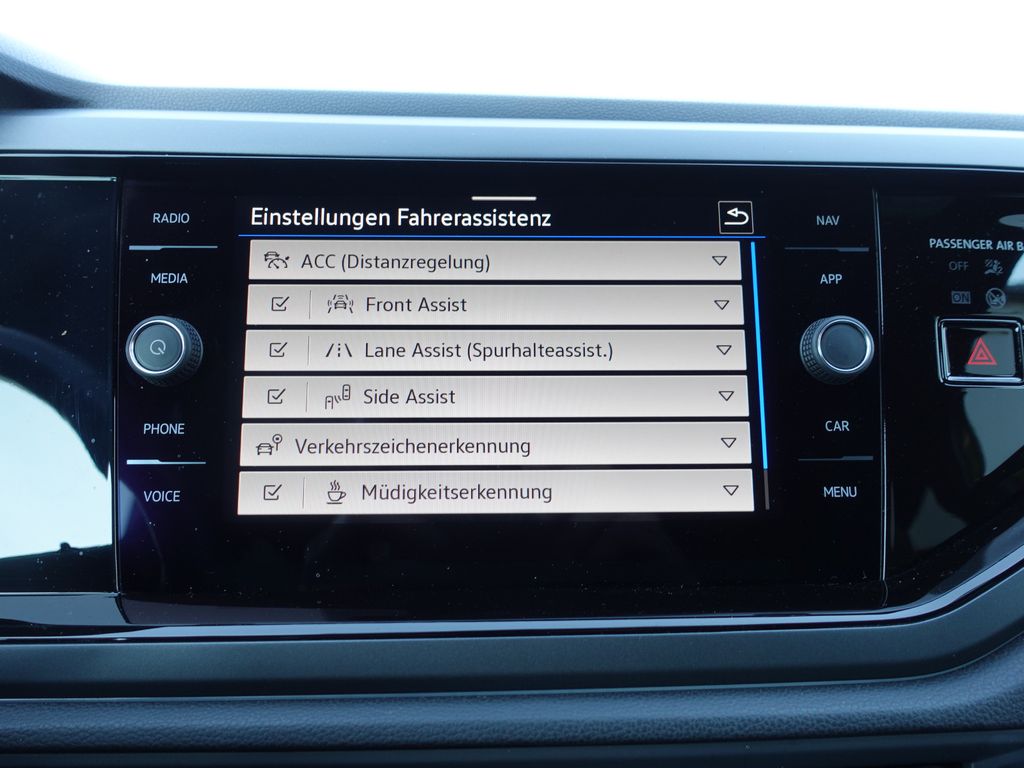 RADIO
MEDIA
PHONE
VOICE
Einstellungen Fahrerassistenz
ACC (Distanzregelung)
Front Assist
Lane Assist (Spurhalteassist.)
Side Assist
Verkehrszeichenerkennung
Müdigkeitserkennung
NAV
APP
CAR
MENU
PASSENGER AIR B
OFF
ON